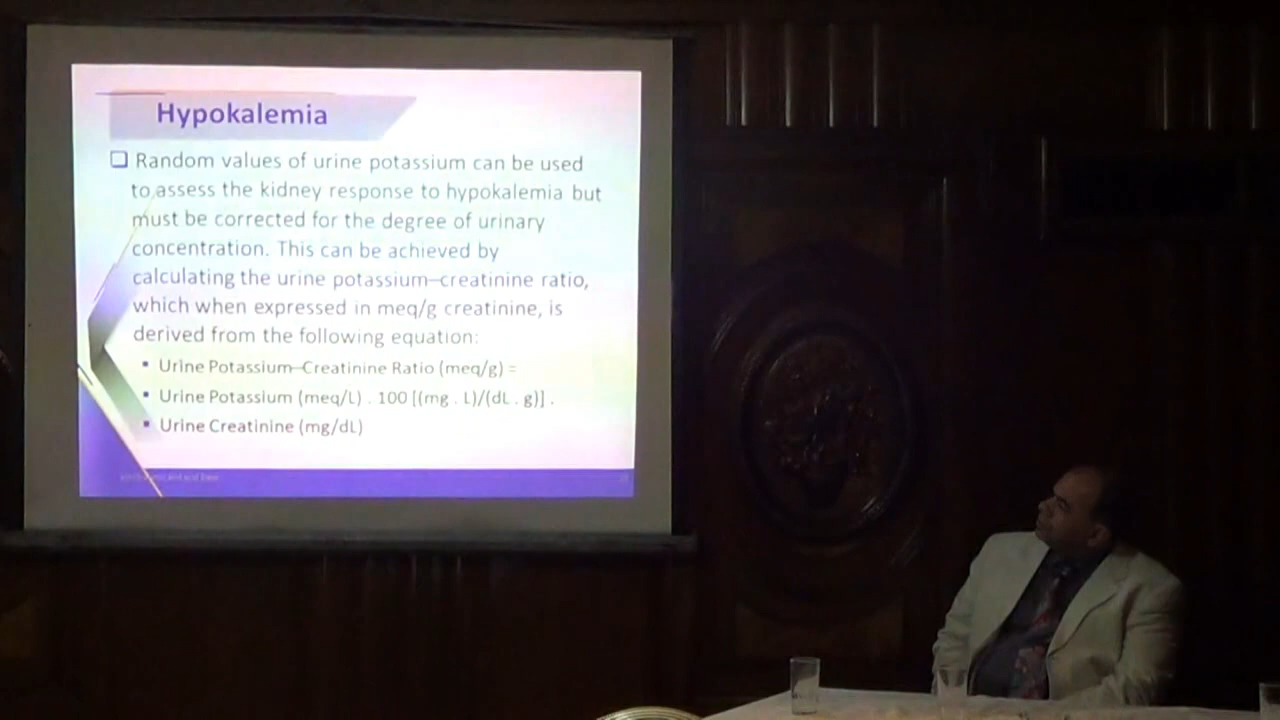 Hypokalemia
❑ Random values of urine potassium can be used
to assess the kidney response to hypokalemia but
must be corrected for the degree of urinary
concentration. This can be achieved by
calculating the urine potassium–creatinine ratio,
which when expressed in meq/g creatinine, is
derived from the following equation:
▪ Urine Potassium–Creatinine Ratio (meq/g) =
▪ Urine Potassium (meq/L) . 100 [(mg . L)/(dL . g)] .
▪ Urine Creatinine (mg/dL)